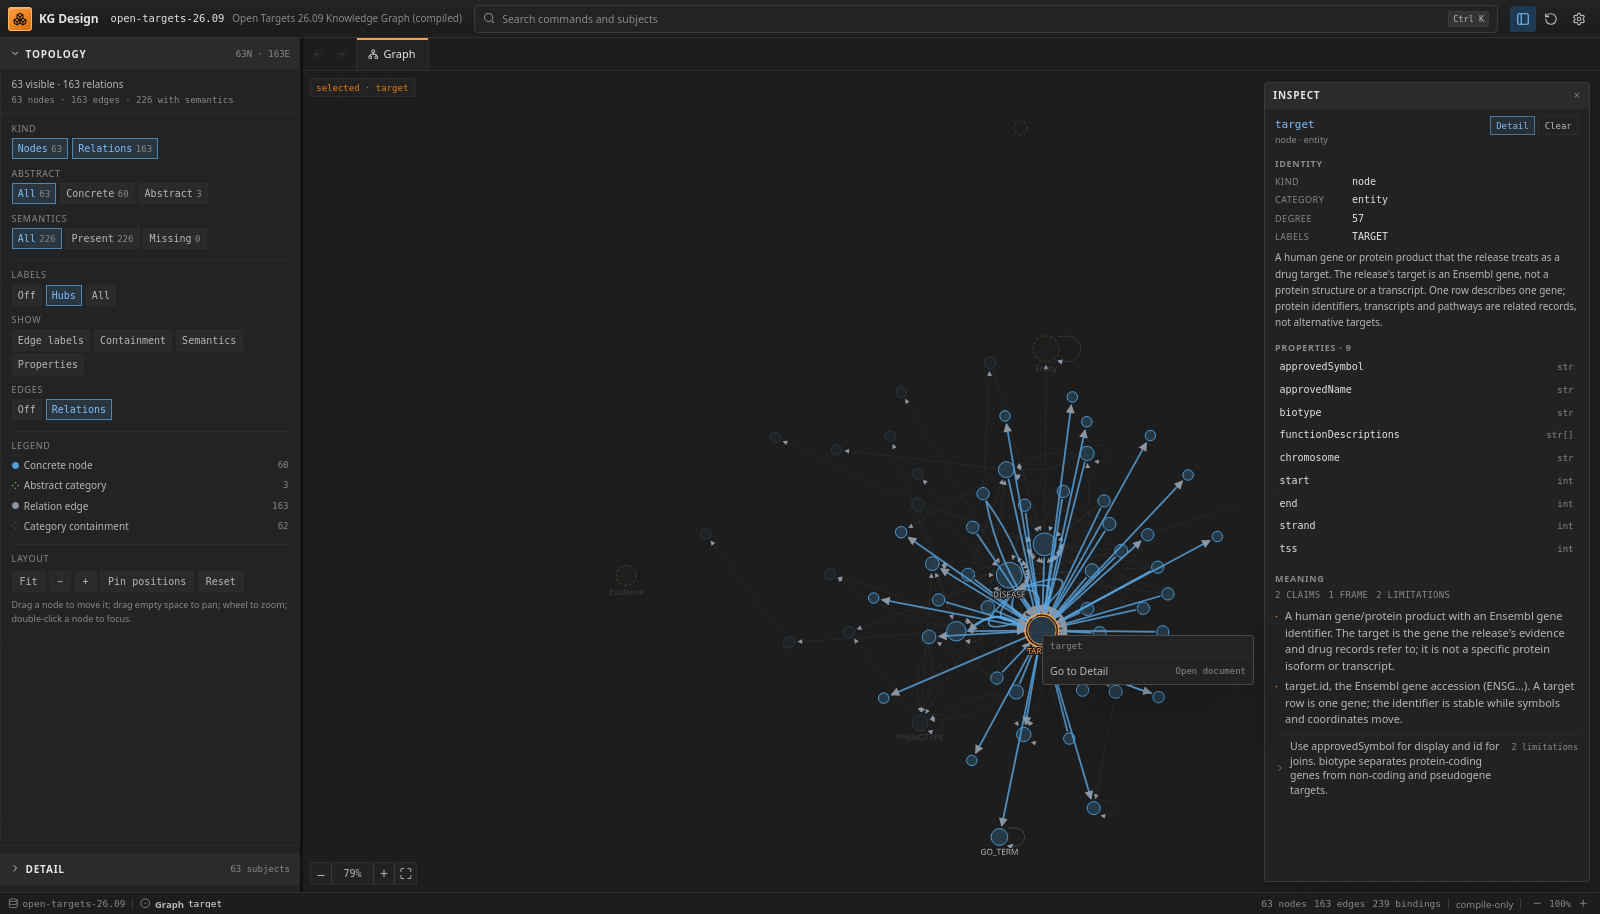 KG Design open-targets-26.09 Open Targets 26.09 Knowledge Graph (compiled) Search commands and subjects Ctrl K
TOPOLOGY 63N · 163E
63 visible · 163 relations
63 nodes · 163 edges · 226 with semantics
KIND
Nodes 63 Relations 163
ABSTRACT
All 63 Concrete 60 Abstract 3
SEMANTICS
All 226 Present 226 Missing 0
LABELS
Off Hubs All
SHOW
Edge labels Containment Semantics
Properties
EDGES
Off Relations
LEGEND
Concrete node 60
Abstract category 3
Relation edge 163
Category containment 62
LAYOUT
Fit − + Pin positions Reset
Drag a node to move it; drag empty space to pan; wheel to zoom;
double-click a node to focus.
DETAIL 63 subjects
Graph
selected · target
Entity
Evidence
DISEASE
TAR
target
Go to Detail Open document
PHENOTYPE
GO_TERM
– 79% +
INSPECT ×
target Detail Clear
node · entity
IDENTITY
KIND node
CATEGORY entity
DEGREE 57
LABELS TARGET
A human gene or protein product that the release treats as a
drug target. The release's target is an Ensembl gene, not a
protein structure or a transcript. One row describes one gene;
protein identifiers, transcripts and pathways are related records,
not alternative targets.
PROPERTIES · 9
approvedSymbol str
approvedName str
biotype str
functionDescriptions str[]
chromosome str
start int
end int
strand int
tss int
MEANING
2 CLAIMS 1 FRAME 2 LIMITATIONS
· A human gene/protein product with an Ensembl gene
identifier. The target is the gene the release's evidence
and drug records refer to; it is not a specific protein
isoform or transcript.
· target.id, the Ensembl gene accession (ENSG…). A target
row is one gene; the identifier is stable while symbols
and coordinates move.
Use approvedSymbol for display and id for 2 limitations
joins. biotype separates protein-coding
genes from non-coding and pseudogene
targets.
open-targets-26.09 Graph target 63 nodes 163 edges 239 bindings compile-only − 100% +